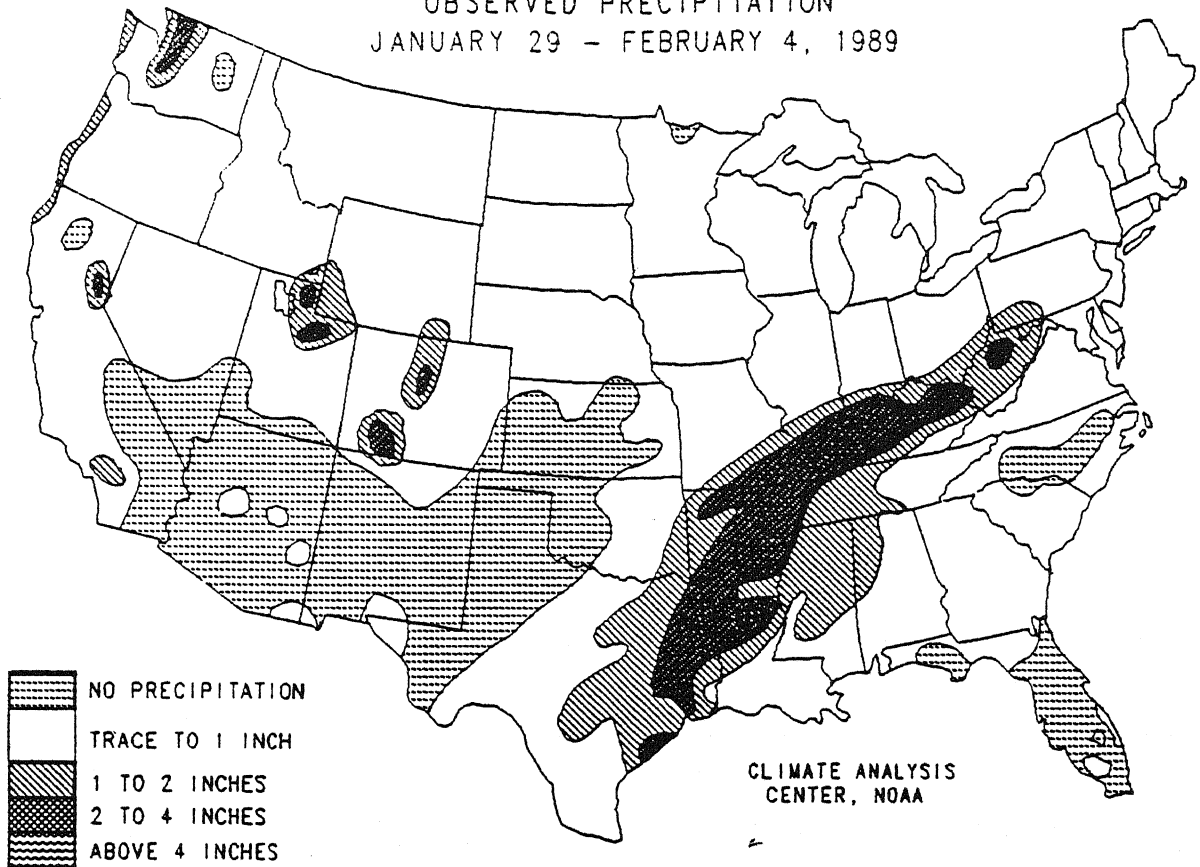 OBSERVED PRECIPITATION
JANUARY 29 - FEBRUARY 4, 1989
NO PRECIPITATION
TRACE TO 1 INCH
1 TO 2 INCHES
2 TO 4 INCHES
ABOVE 4 INCHES
CLIMATE ANALYSIS
CENTER, NOAA